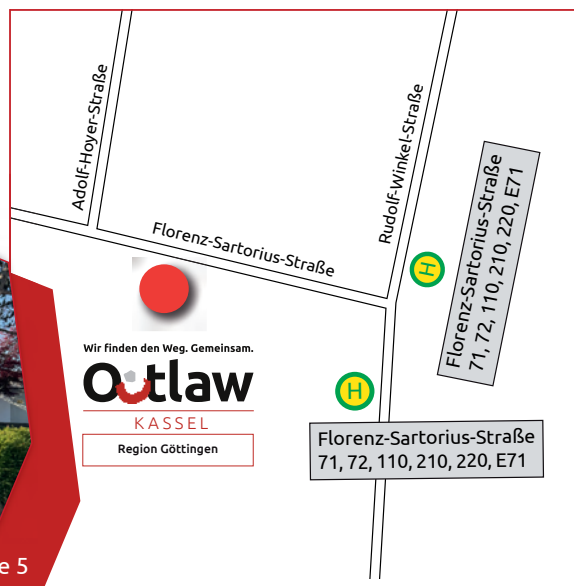 Adolf-Hoyer-Straße
Rudolf-Winkel-Straße
Florenz-Sartorius-Straße
H
Florenz-Sartorius-Straße
71, 72, 110, 210, 220, E71
Wir finden den Weg. Gemeinsam.
Outlaw
KASSEL
Region Göttingen
H
Florenz-Sartorius-Straße
71, 72, 110, 210, 220, E71
e 5